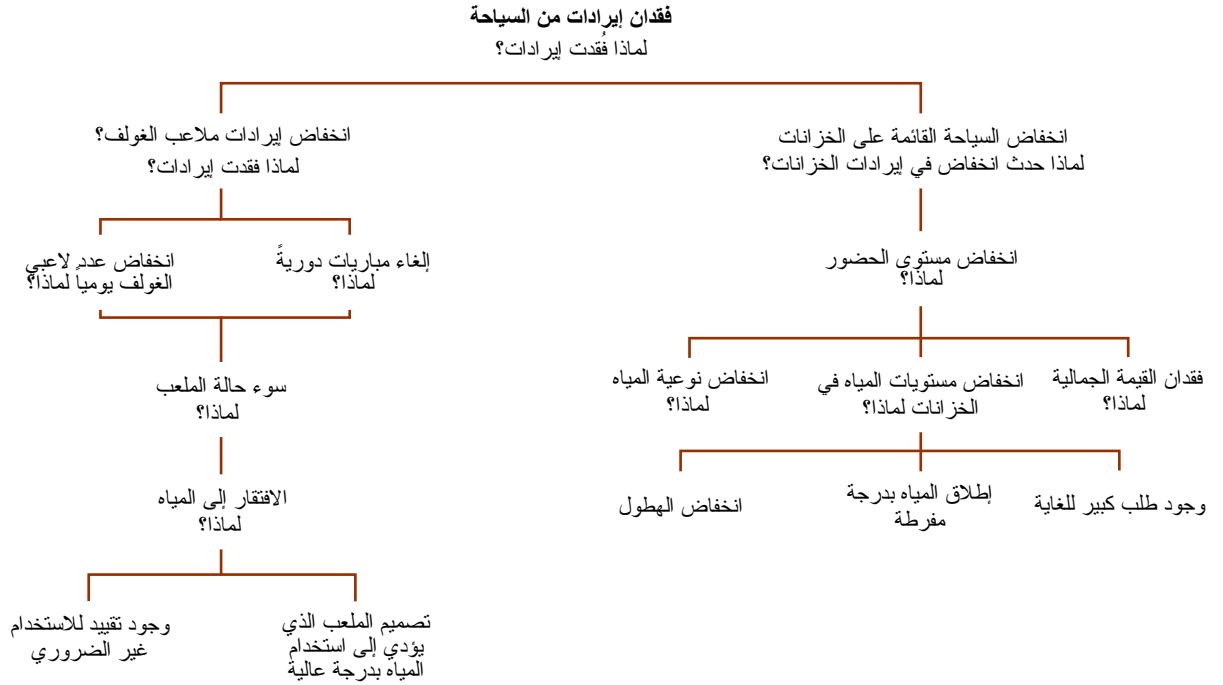 فقدان إيرادات من السياحة
لماذا فُقدت إيرادات؟
انخفاض السياحة القائمة على الخزانات
لماذا حدث انخفاض في إيرادات الخزانات؟
انخفاض إيرادات ملاعب الغولف؟
لماذا فقدت إيرادات؟
انخفاض مستوى الحضور
لماذا؟
إلغاء مباريات دوريةً
لماذا؟
انخفاض عدد لاعبي
الغولف يومياً لماذا؟
فقدان القيمة الجمالية
لماذا؟
انخفاض مستويات المياه في
الخزانات لماذا؟
انخفاض نوعية المياه
لماذا؟
سوء حالة الملعب
لماذا؟
وجود طلب كبير للغاية
إطلاق المياه بدرجة
مفرطة
انخفاض الهطول
الافتقار إلى المياه
لماذا؟
تصميم الملعب الذي
يؤدي إلى استخدام
المياه بدرجة عالية
وجود تقييد للاستخدام
غير الضروري